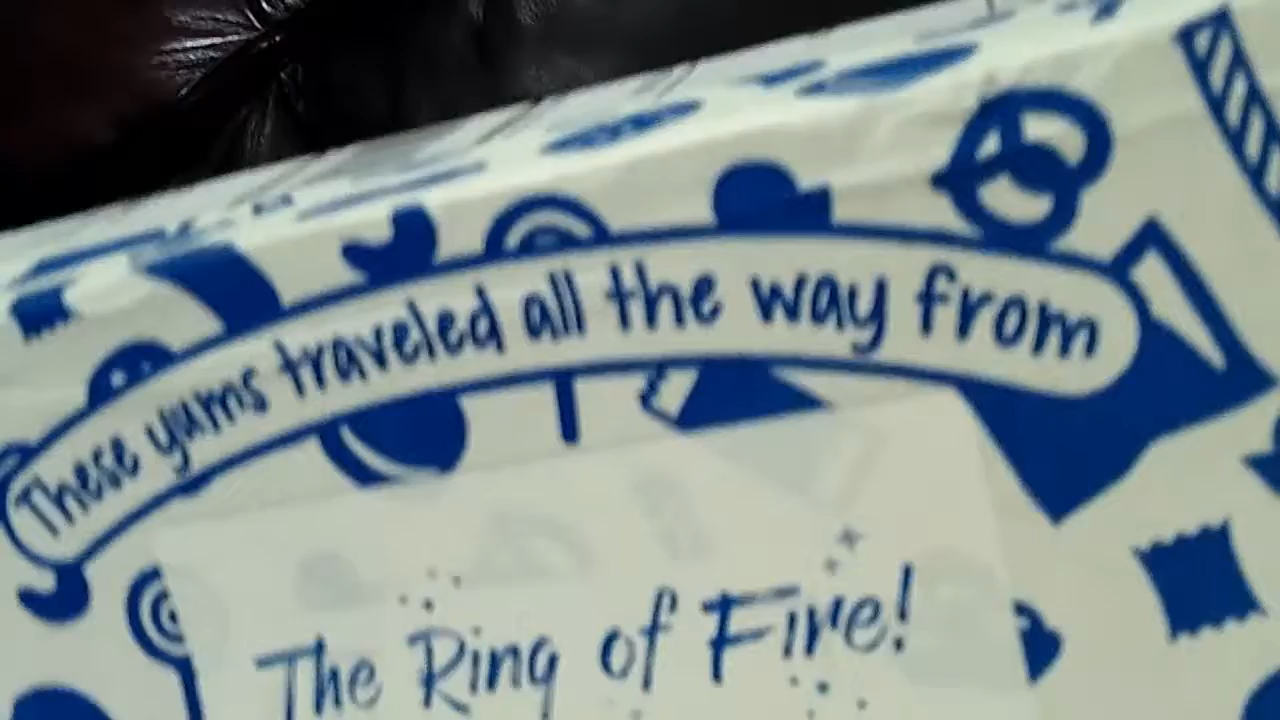 These yums traveled all the way from
The Ring of Fire!